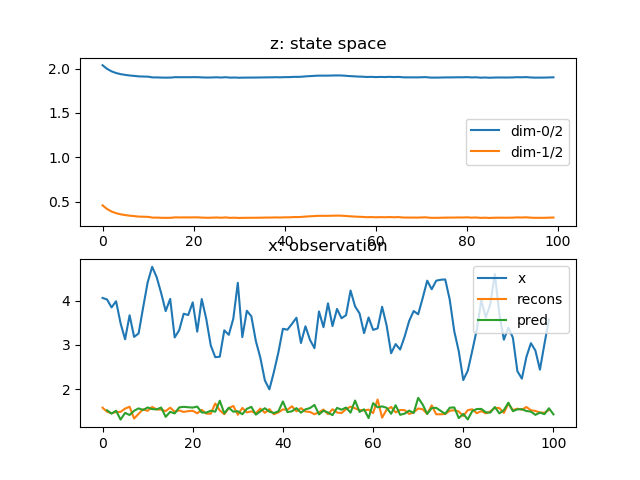 z: state space
2.0
1.5
1.0
0.5
dim-0/2
dim-1/2
0 20 40 60 80 100
x: observation
4
3
2
x
recons
pred
0 20 40 60 80 100